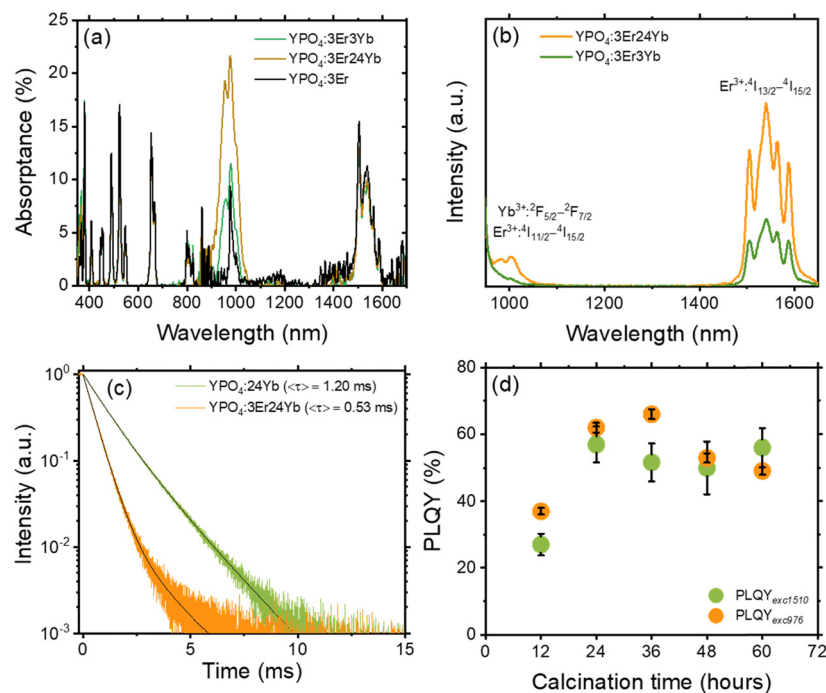 (a)
YPO₄:3Er3Yb
YPO₄:3Er24Yb
YPO₄:3Er
Absorptance (%)
25
20
15
10
5
0
400 600 800 1000 1200 1400 1600
Wavelength (nm)
(b)
YPO₄:3Er24Yb
YPO₄:3Er3Yb
Er³⁺:⁴I₁₃/₂–⁴I₁₅/₂
Yb³⁺:²F₅/₂–²F₇/₂
Er³⁺:⁴I₁₁/₂–⁴I₁₅/₂
Intensity (a.u.)
1000 1200 1400 1600
Wavelength (nm)
(c)
YPO₄:24Yb (<τ> = 1.20 ms)
YPO₄:3Er24Yb (<τ> = 0.53 ms)
Intensity (a.u.)
10⁰
10⁻¹
10⁻²
10⁻³
0 5 10 15
Time (ms)
(d)
PLQY (%)
80
60
40
20
0
PLQYexc1510
PLQYexc976
0 12 24 36 48 60 72
Calcination time (hours)